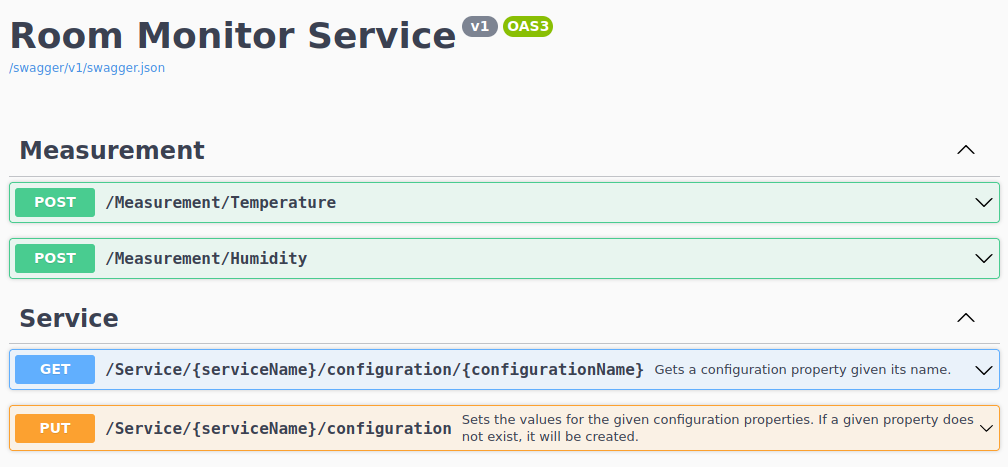 Room Monitor Service v1 OAS3
/swagger/v1/swagger.json
Measurement
POST /Measurement/Temperature
POST /Measurement/Humidity
Service
GET /Service/{serviceName}/configuration/{configurationName} Gets a configuration property given its name.
PUT /Service/{serviceName}/configuration Sets the values for the given configuration properties. If a given property does
not exist, it will be created.